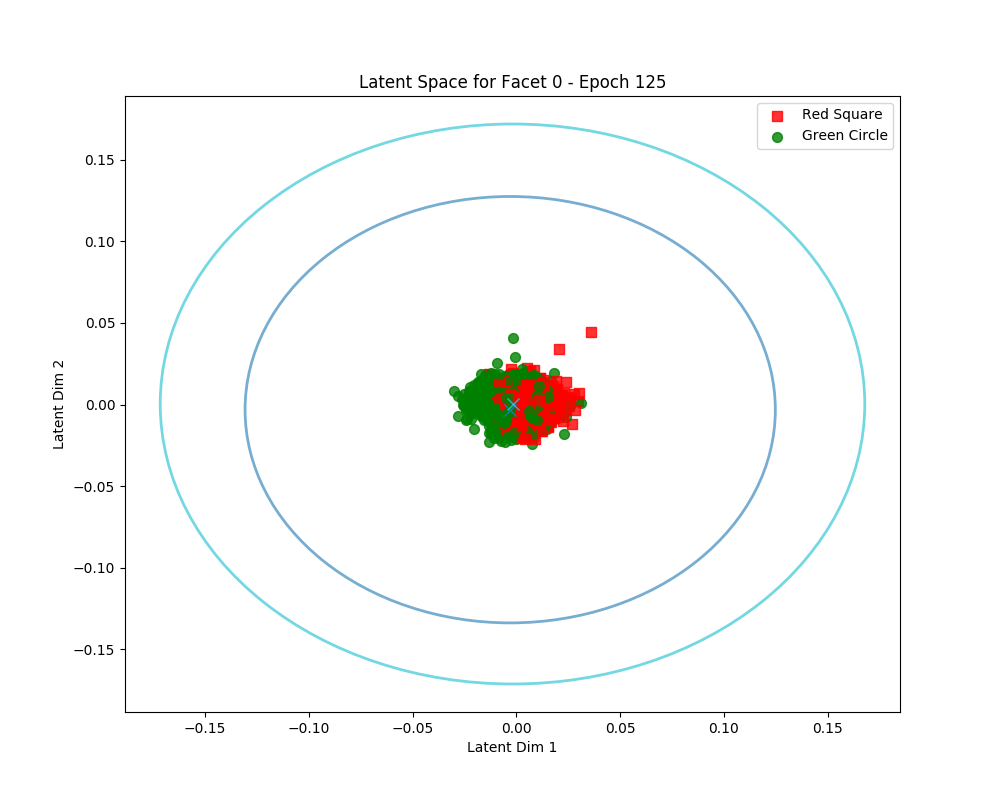 Latent Space for Facet 0 - Epoch 125
Red Square
Green Circle
0.15
0.10
0.05
0.00
−0.05
−0.10
−0.15
Latent Dim 2
−0.15 −0.10 −0.05 0.00 0.05 0.10 0.15
Latent Dim 1